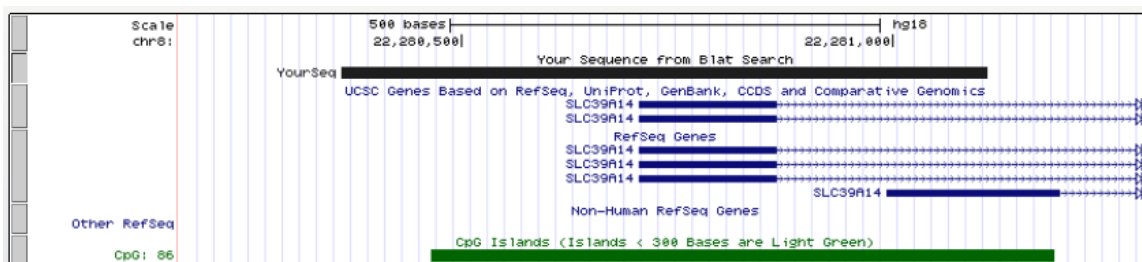 Scale 500 bases hg18
chr8: 22,280,500| 22,281,000|
Your Sequence from Blat Search
YourSeq
UCSC Genes Based on RefSeq, UniProt, GenBank, CCDS and Comparative Genomics
SLC39A14
SLC39A14
RefSeq Genes
SLC39A14
SLC39A14
SLC39A14
SLC39A14
Non-Human RefSeq Genes
Other RefSeq
CpG Islands (Islands < 300 Bases are Light Green)
CpG: 86